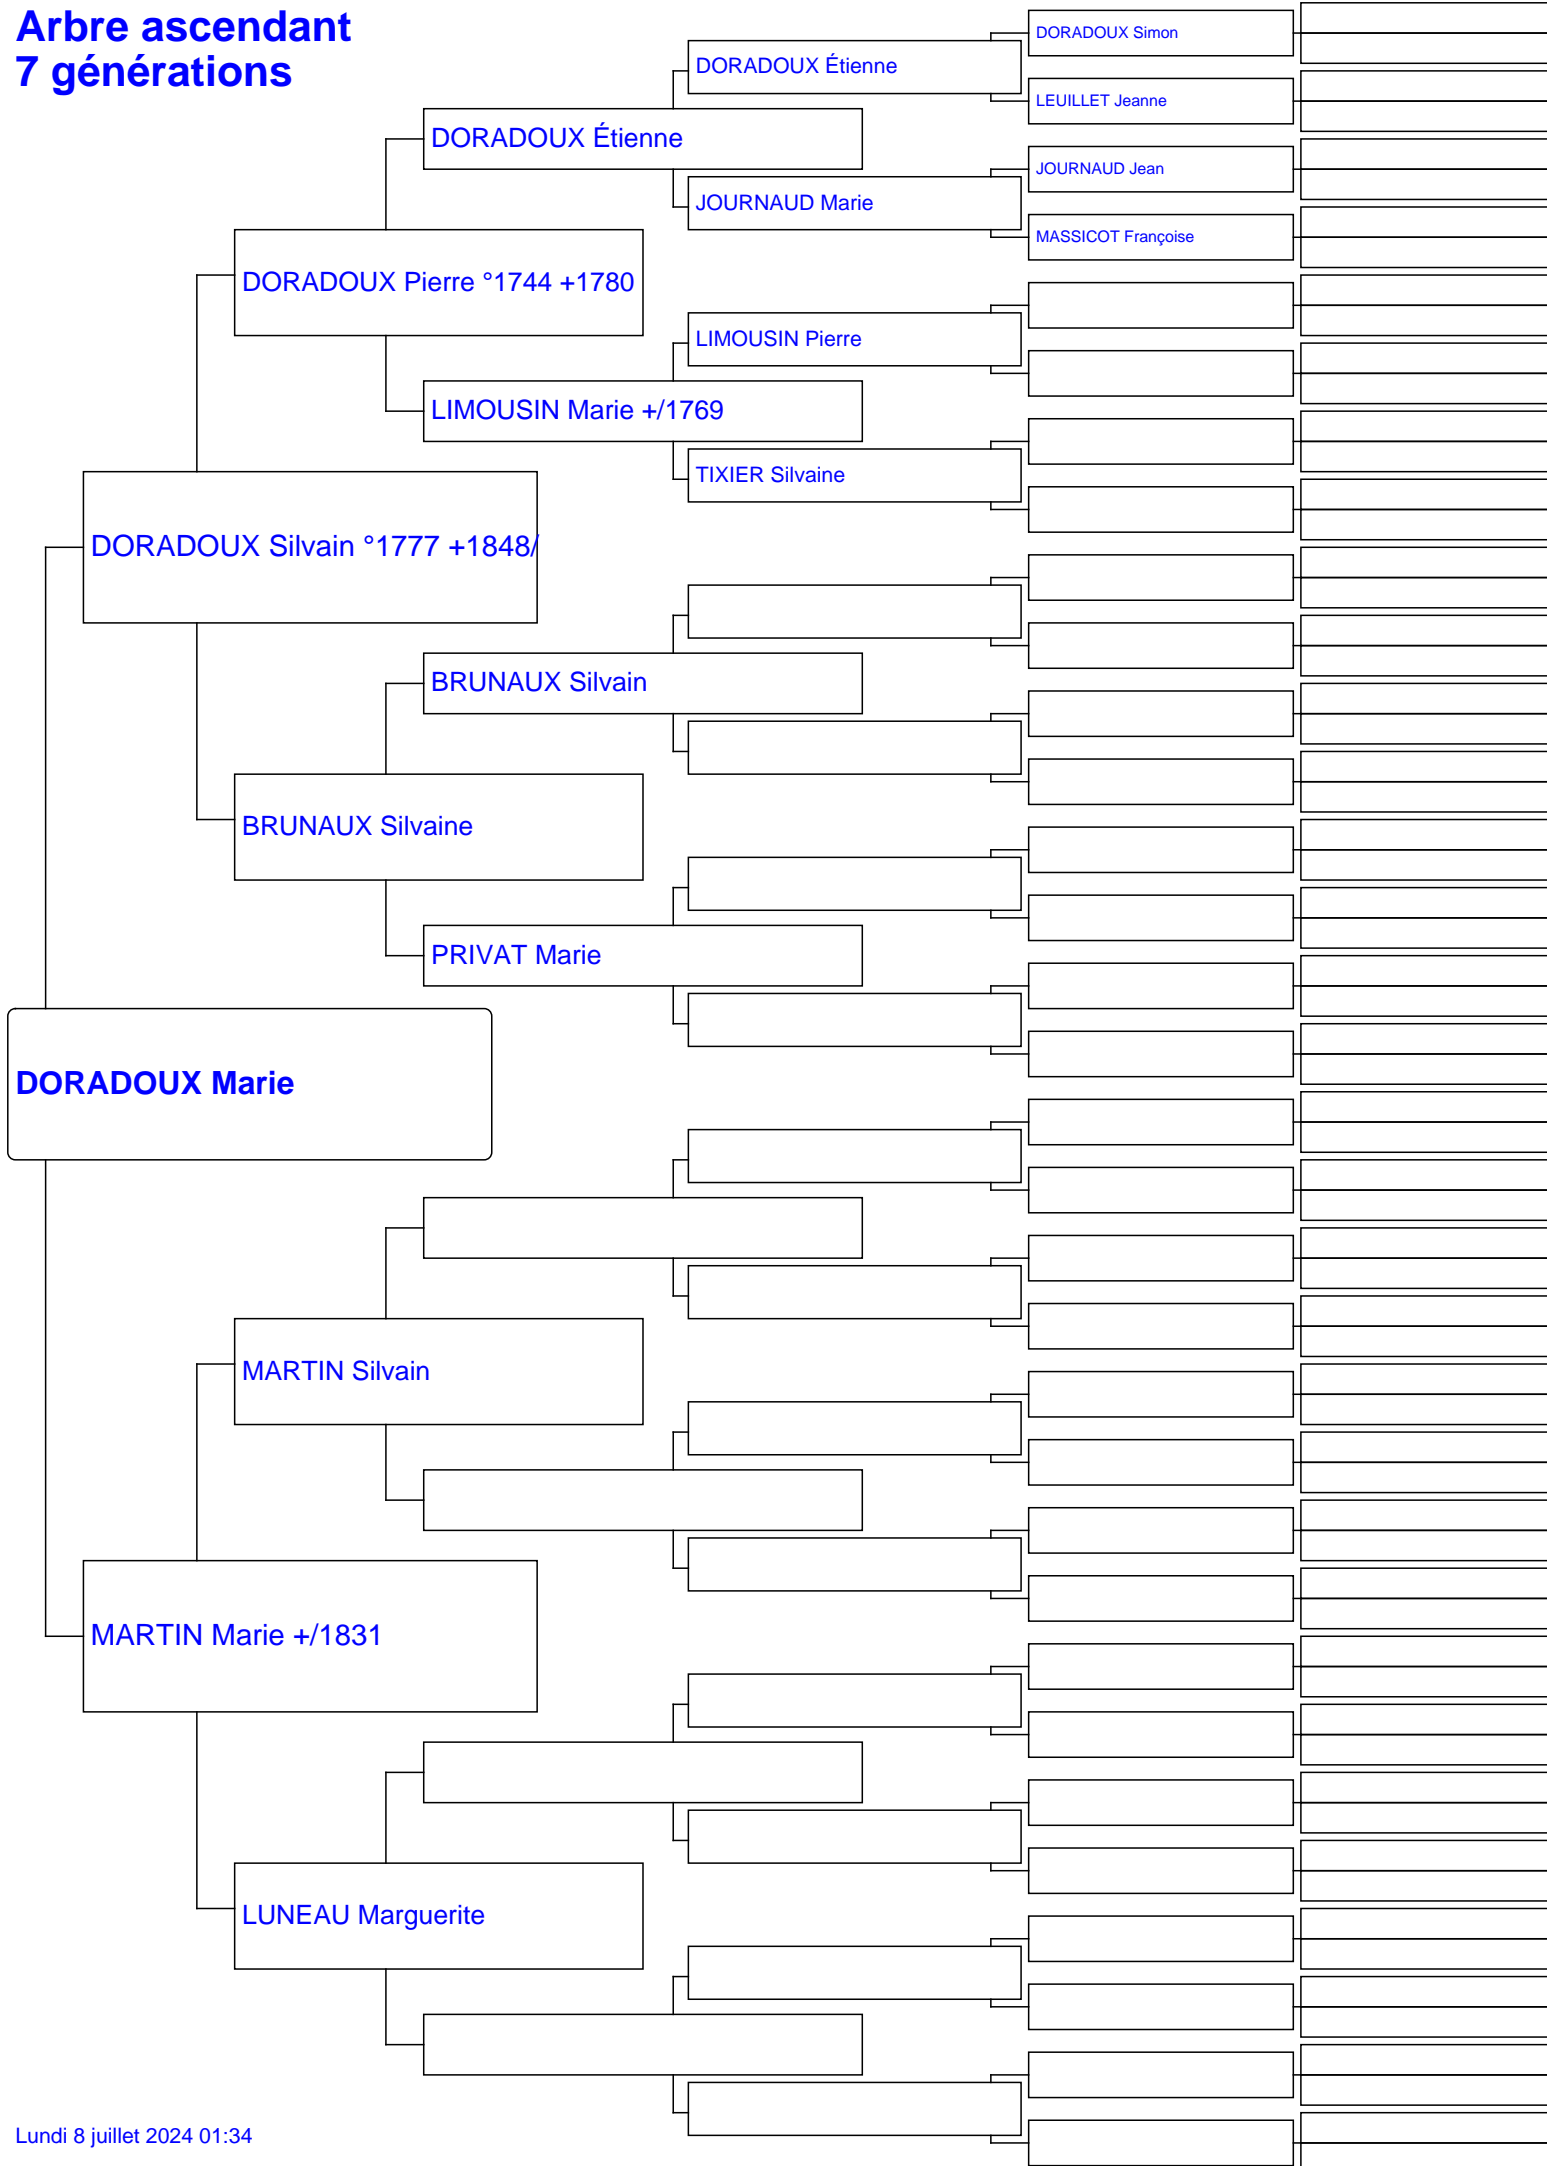 Arbre ascendant
7 générations
DORADOUX Simon
DORADOUX Étienne
LEUILLET Jeanne
DORADOUX Étienne
JOURNAUD Jean
JOURNAUD Marie
MASSICOT Françoise
DORADOUX Pierre °1744 +1780
LIMOUSIN Pierre
LIMOUSIN Marie +/1769
TIXIER Silvaine
DORADOUX Silvain °1777 +1848/
BRUNAUX Silvain
BRUNAUX Silvaine
PRIVAT Marie
DORADOUX Marie
MARTIN Silvain
MARTIN Marie +/1831
LUNEAU Marguerite
Lundi 8 juillet 2024 01:34